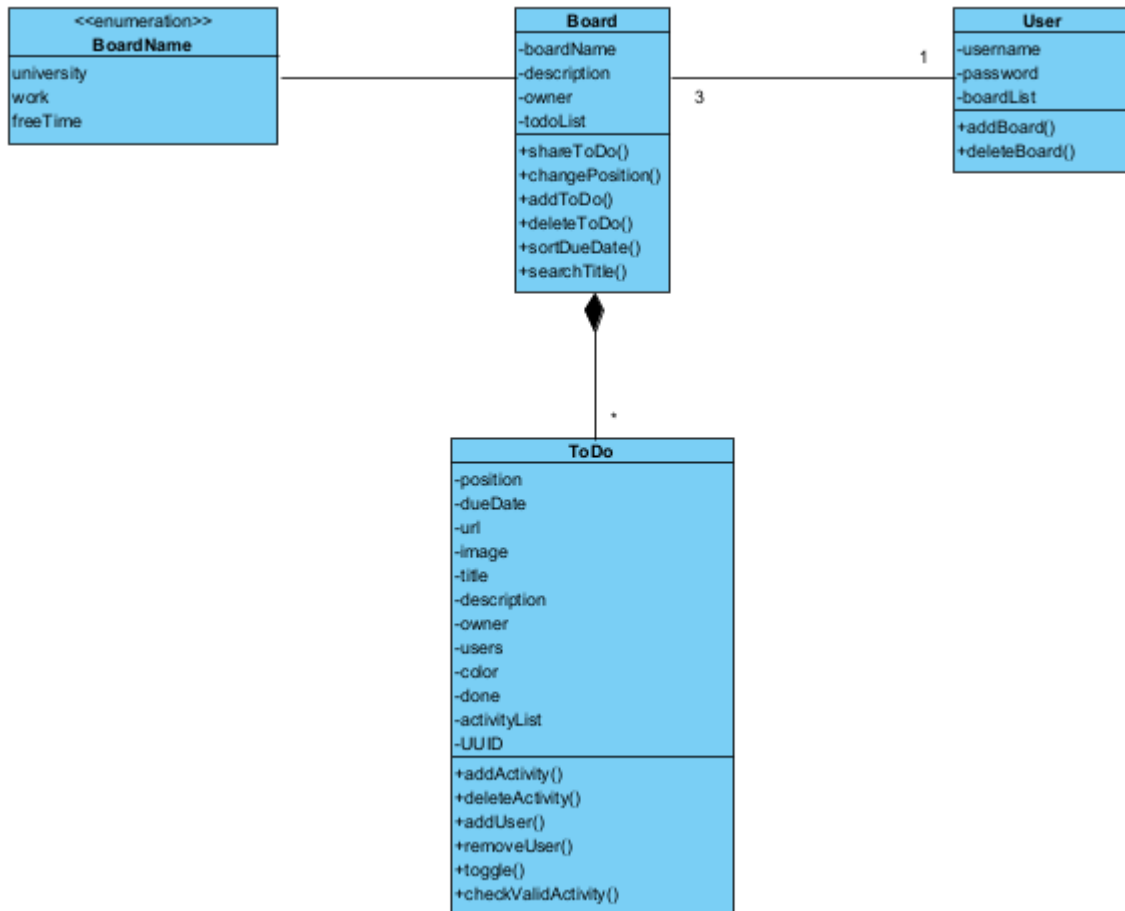 <<enumeration>>
BoardName
university
work
freeTime
Board
-boardName
-description
-owner
-todoList
+shareToDo()
+changePosition()
+addToDo()
+deleteToDo()
+sortDueDate()
+searchTitle()
3
1
User
-username
-password
-boardList
+addBoard()
+deleteBoard()
*
ToDo
-position
-dueDate
-url
-image
-title
-description
-owner
-users
-color
-done
-activityList
-UUID
+addActivity()
+deleteActivity()
+addUser()
+removeUser()
+toggle()
+checkValidActivity()